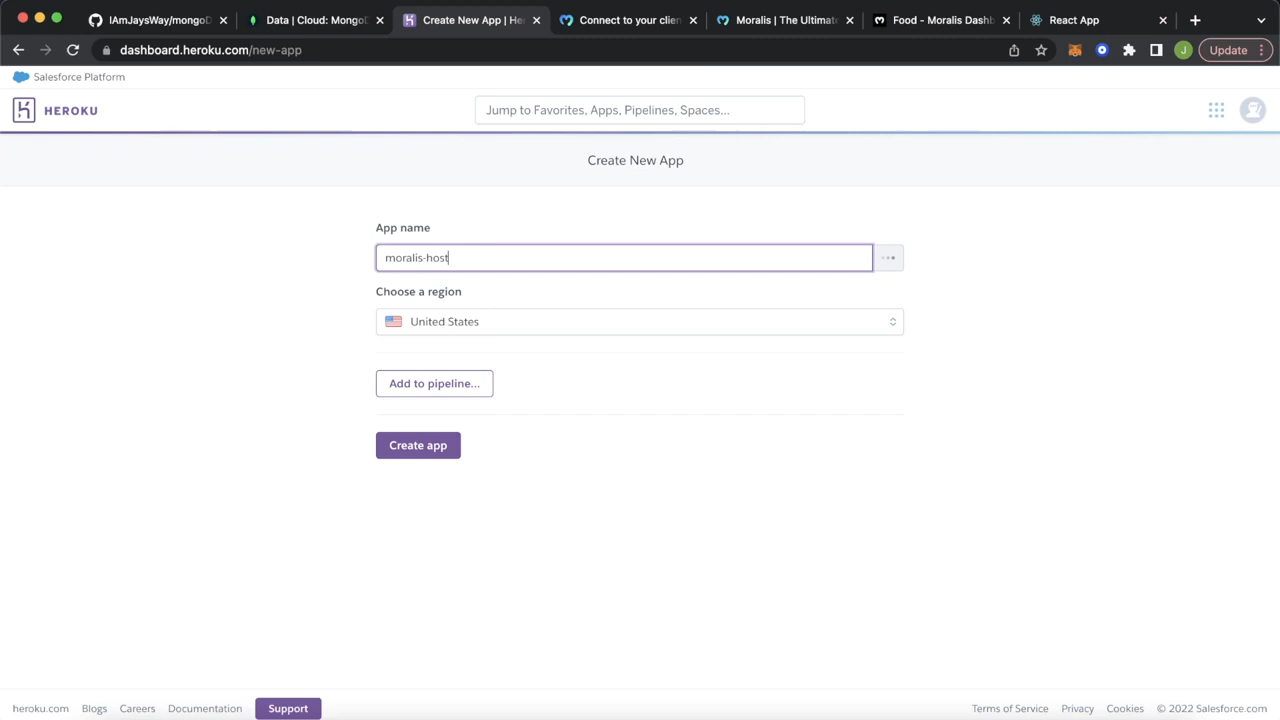 IAmJaysWay/mongoD
Data | Cloud: MongoD
Create New App | He
Connect to your clien
Moralis | The Ultimate
Food - Moralis Dashb
React App
dashboard.heroku.com/new-app
J
Update
Salesforce Platform
HEROKU
Jump to Favorites, Apps, Pipelines, Spaces...
Create New App
App name
moralis-host
Choose a region
United States
Add to pipeline...
Create app
heroku.com
Blogs
Careers
Documentation
Support
Terms of Service
Privacy
Cookies
© 2022 Salesforce.com